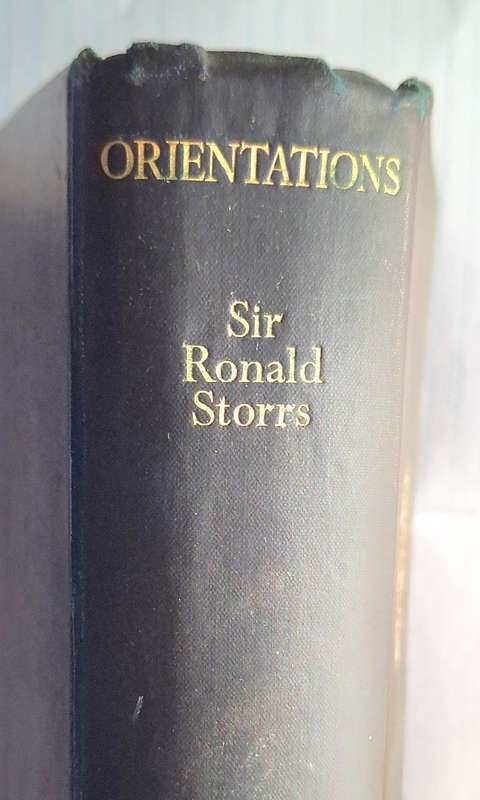 ORIENTATIONS
Sir
Ronald
Storrs